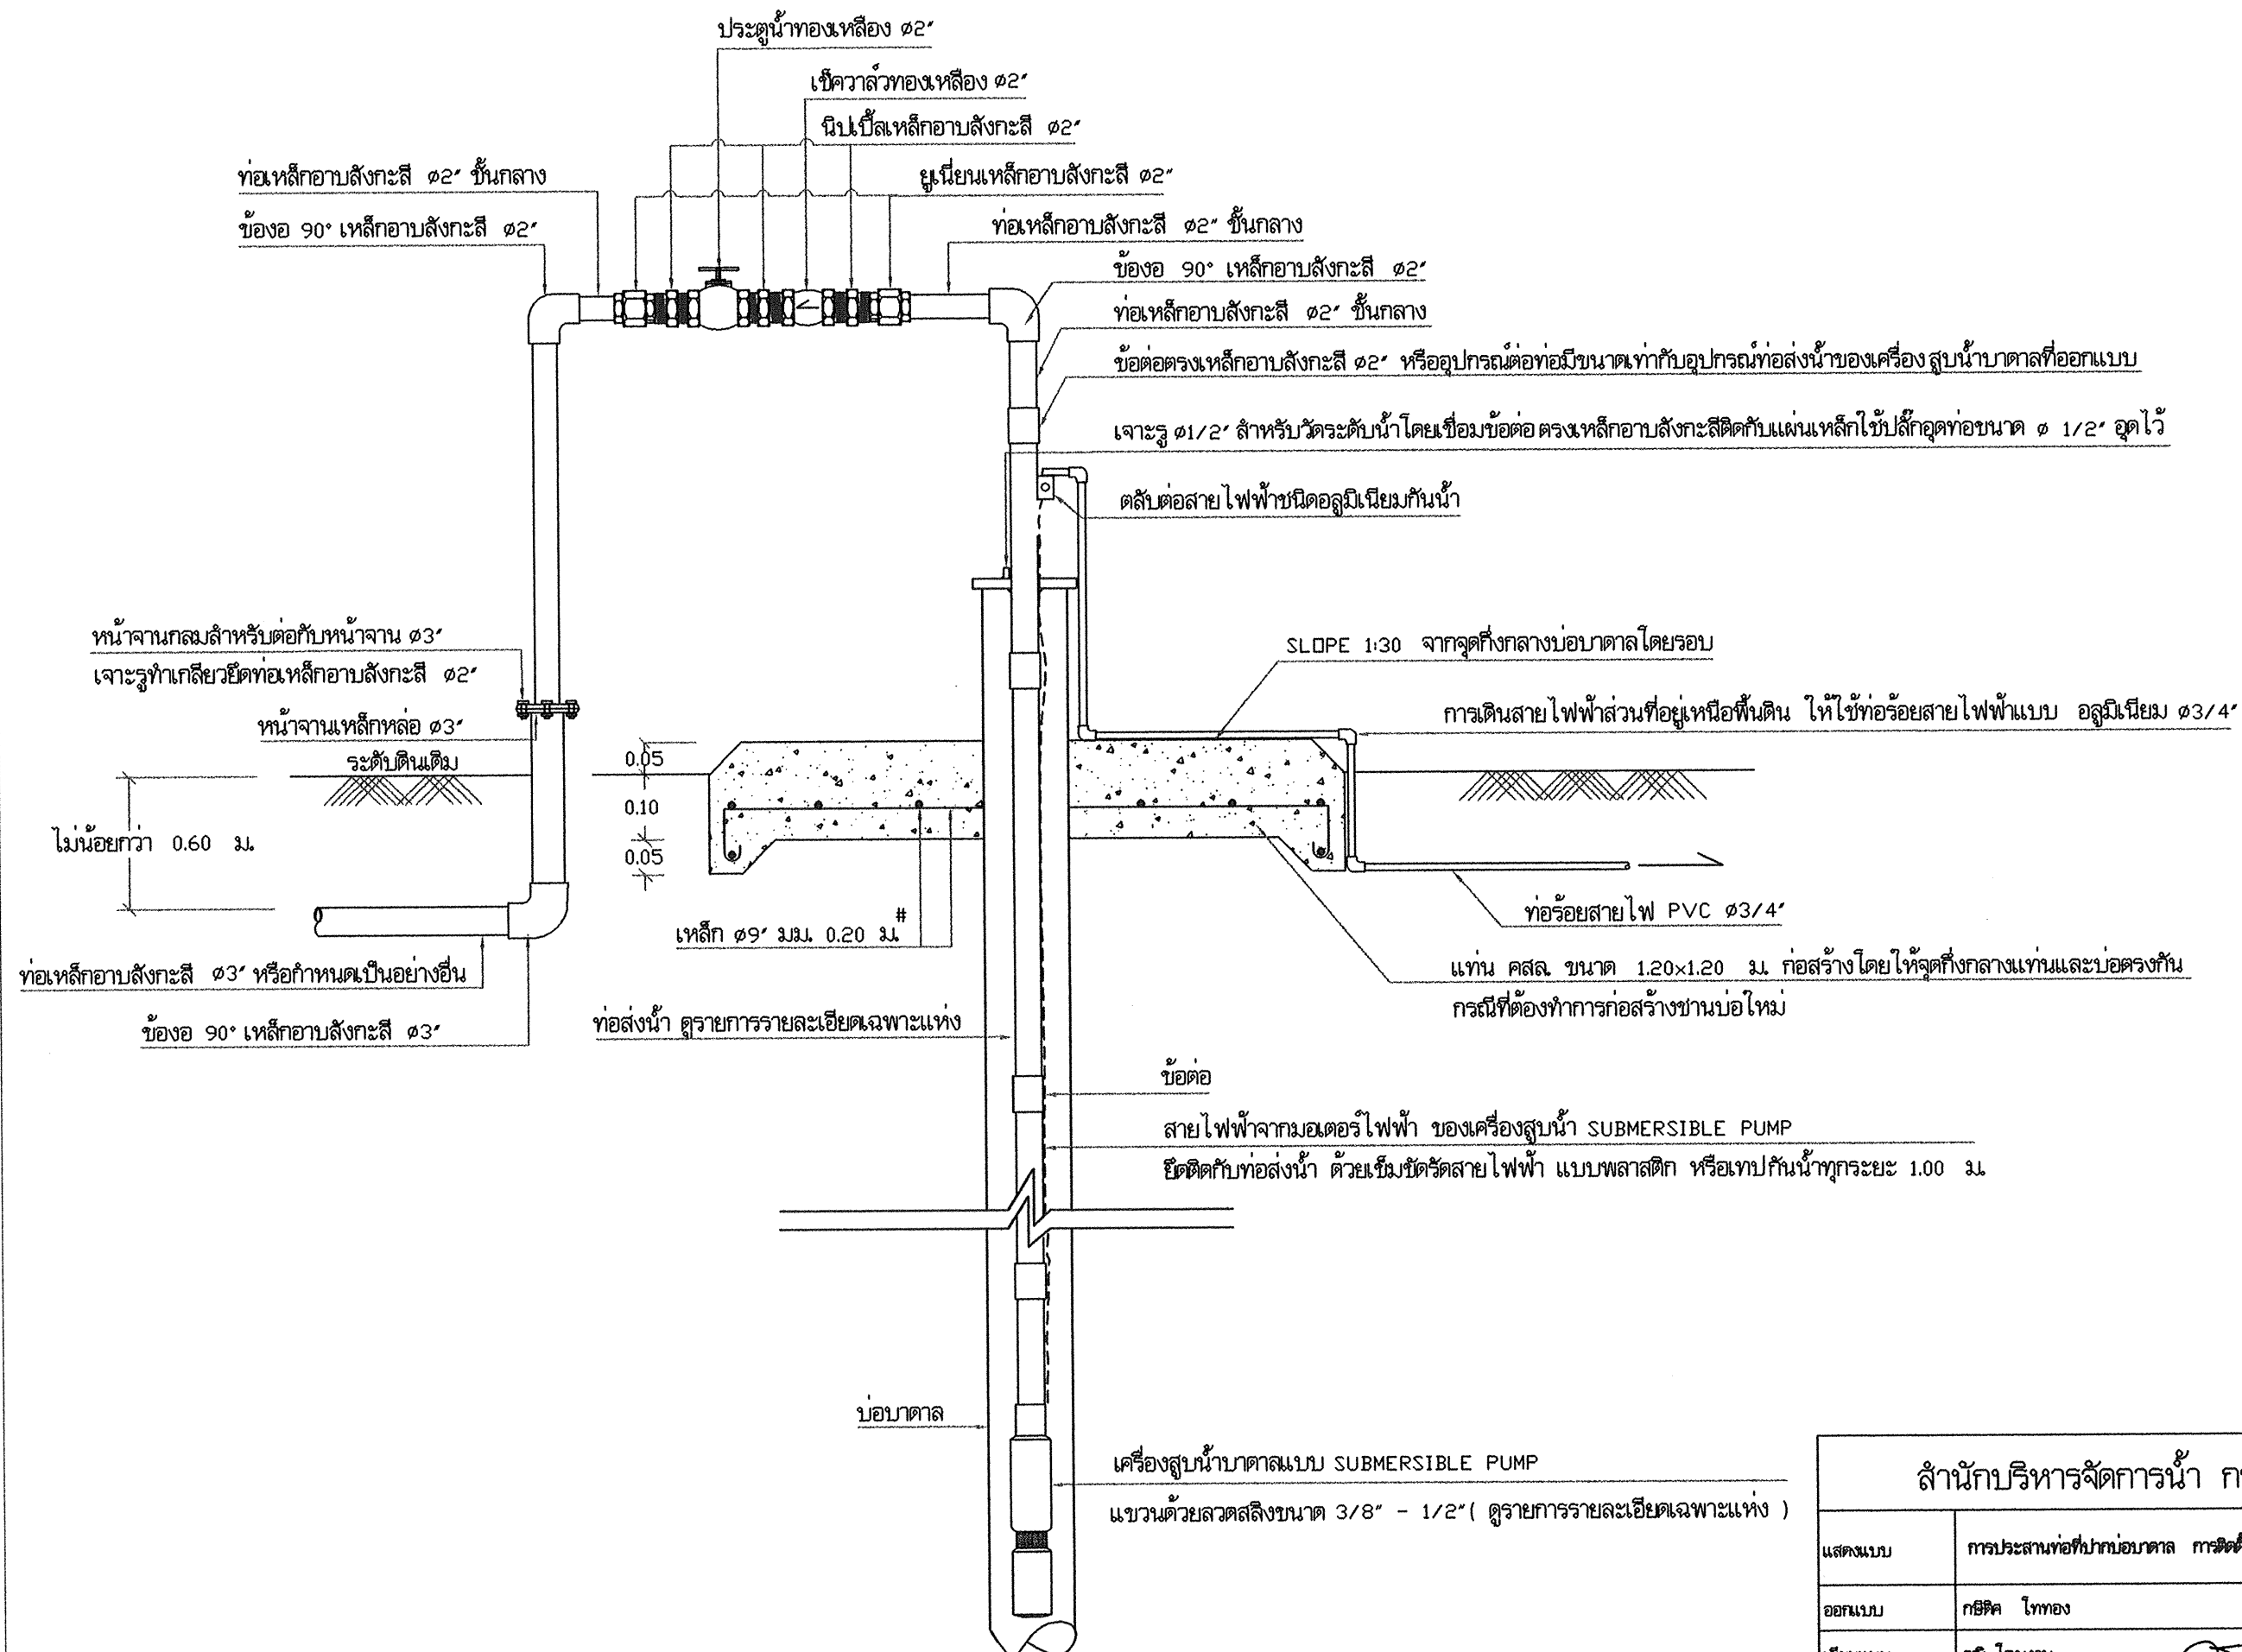 ประตูน้ำทองเหลือง ø2"
เช็ควาล์วทองเหลือง ø2"
นิปเปิ้ลเหล็กอาบสังกะสี ø2"
ท่อเหล็กอาบสังกะสี ø2" ชั้นกลาง
ยูเนี่ยนเหล็กอาบสังกะสี ø2"
ข้องอ 90° เหล็กอาบสังกะสี ø2"
ท่อเหล็กอาบสังกะสี ø2" ชั้นกลาง
ข้องอ 90° เหล็กอาบสังกะสี ø2"
ท่อเหล็กอาบสังกะสี ø2" ชั้นกลาง
ข้อต่อตรงเหล็กอาบสังกะสี ø2" หรืออุปกรณ์ต่อท่อมีขนาดเท่ากับอุปกรณ์ท่อส่งน้ำของเครื่องสูบน้ำบาดาลที่ออกแบบ
เจาะรู ø1/2" สำหรับวัดระดับน้ำโดยเชื่อมข้อต่อตรงเหล็กอาบสังกะสีติดกับแผ่นเหล็กใช้ปลั๊กอุดท่อขนาด ø 1/2" อุดไว้
ตลับต่อสายไฟฟ้าชนิดอลูมิเนียมกันน้ำ
หน้าจานกลมสำหรับต่อกับหน้าจาน ø3"
เจาะรูทำเกลียวยึดท่อเหล็กอาบสังกะสี ø2"
SLOPE 1:30 จากจุดกึ่งกลางบ่อบาดาลโดยรอบ
หน้าจานเหล็กหล่อ ø3"
การเดินสายไฟฟ้าส่วนที่อยู่เหนือพื้นดิน ให้ใช้ท่อร้อยสายไฟฟ้าแบบ อลูมิเนียม ø3/4"
ระดับดินเดิม
0.05
0.10
ไม่น้อยกว่า 0.60 ม.
0.05
ท่อร้อยสายไฟ PVC ø3/4"
เหล็ก ø9" มม. 0.20 ม.#
ท่อเหล็กอาบสังกะสี ø3" หรือกำหนดเป็นอย่างอื่น
แท่น คสล. ขนาด 1.20x1.20 ม. ก่อสร้างโดยให้จุดกึ่งกลางแท่นและบ่อตรงกัน
กรณีที่ต้องทำการก่อสร้างชานบ่อใหม่
ข้องอ 90° เหล็กอาบสังกะสี ø3"
ท่อส่งน้ำ ดูรายการรายละเอียดเฉพาะแห่ง
ข้อต่อ
สายไฟฟ้าจากมอเตอร์ไฟฟ้า ของเครื่องสูบน้ำ SUBMERSIBLE PUMP
ยึดติดกับท่อส่งน้ำ ด้วยเข็มขัดรัดสายไฟฟ้า แบบพลาสติก หรือเทปกันน้ำทุกระยะ 1.00 ม.
บ่อบาดาล
เครื่องสูบน้ำบาดาลแบบ SUBMERSIBLE PUMP
แขวนด้วยลวดสลิงขนาด 3/8" - 1/2" ( ดูรายการรายละเอียดเฉพาะแห่ง )
สำนักบริหารจัดการน้ำ
แสดงแบบ การประสานท่อที่ปากบ่อบาดาล
ออกแบบ โททอง